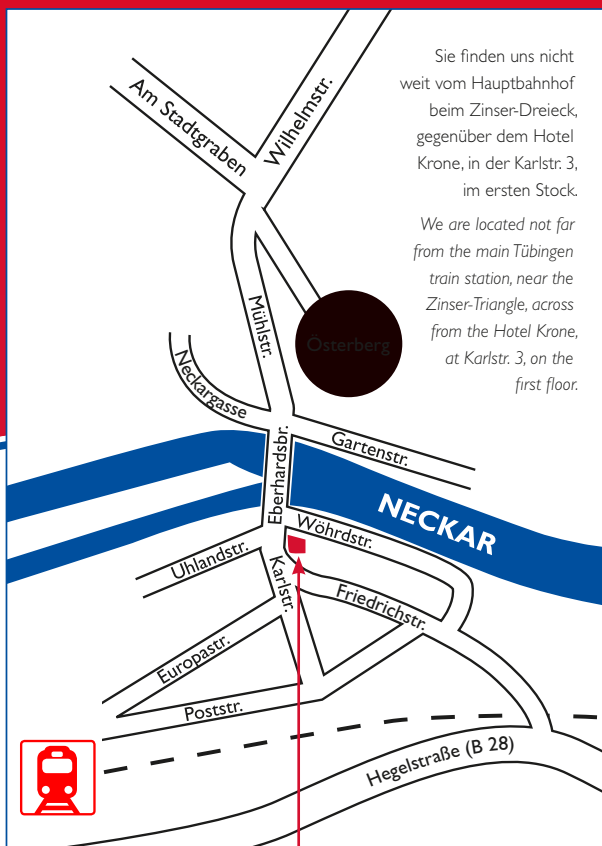 Sie finden uns nicht
weit vom Hauptbahnhof
beim Zinser-Dreieck,
gegenüber dem Hotel
Krone, in der Karlstr. 3,
im ersten Stock.
We are located not far
from the main Tübingen
train station, near the
Zinser-Triangle, across
from the Hotel Krone,
at Karlstr. 3, on the
first floor.
Am Stadtgraben
Wilhelmstr.
Mühlstr.
Österberg
Neckargasse
Gartenstr.
Eberhardsbr.
NECKAR
Wöhrdstr.
Uhlandstr.
Karlstr.
Friedrichstr.
Europastr.
Poststr.
Hegelstraße (B 28)